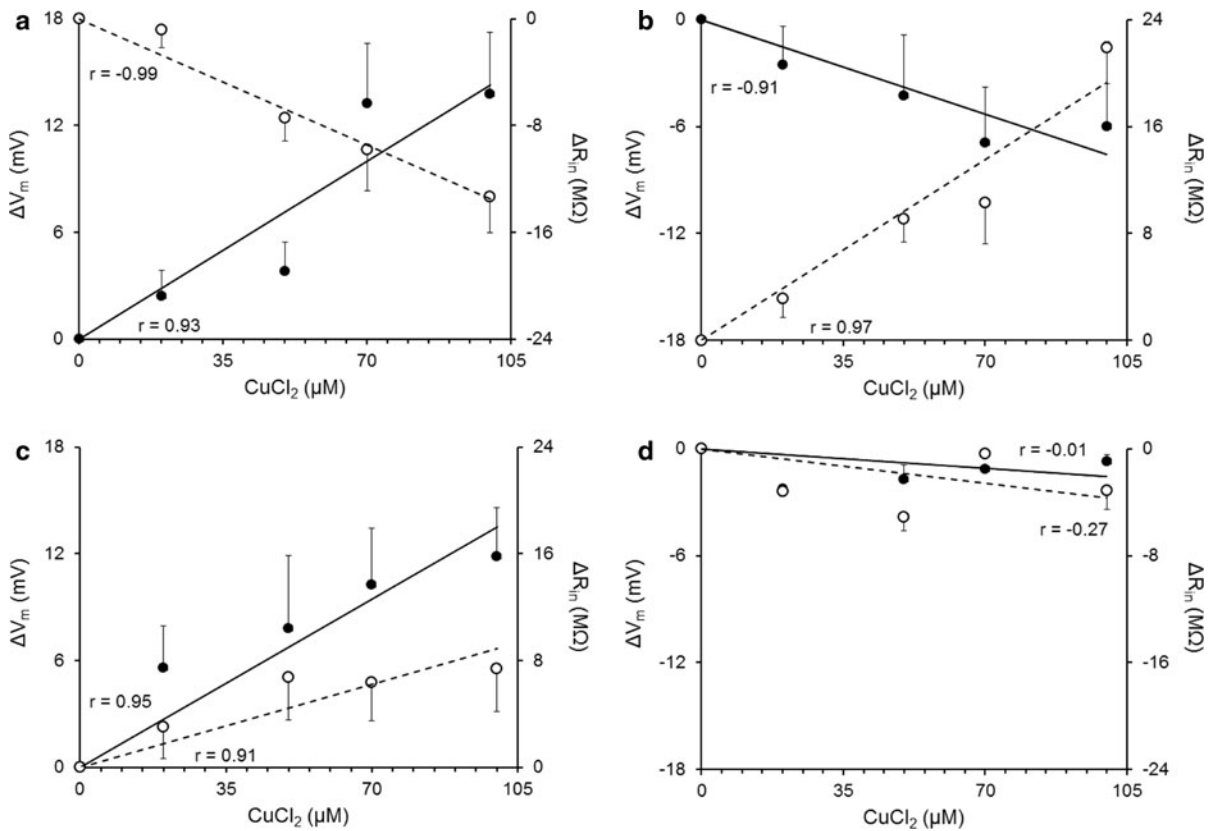 a
18
12
6
0
ΔVm (mV)
0
-8
-16
-24
ΔRin (MΩ)
r = -0.99
r = 0.93
0 35 70 105
CuCl2 (µM)
b
0
-6
-12
-18
ΔVm (mV)
24
16
8
0
ΔRin (MΩ)
r = -0.91
r = 0.97
0 35 70 105
CuCl2 (µM)
c
18
12
6
0
ΔVm (mV)
24
16
8
0
ΔRin (MΩ)
r = 0.95
r = 0.91
0 35 70 105
CuCl2 (µM)
d
0
-6
-12
-18
ΔVm (mV)
0
-8
-16
-24
ΔRin (MΩ)
r = -0.01
r = -0.27
0 35 70 105
CuCl2 (µM)